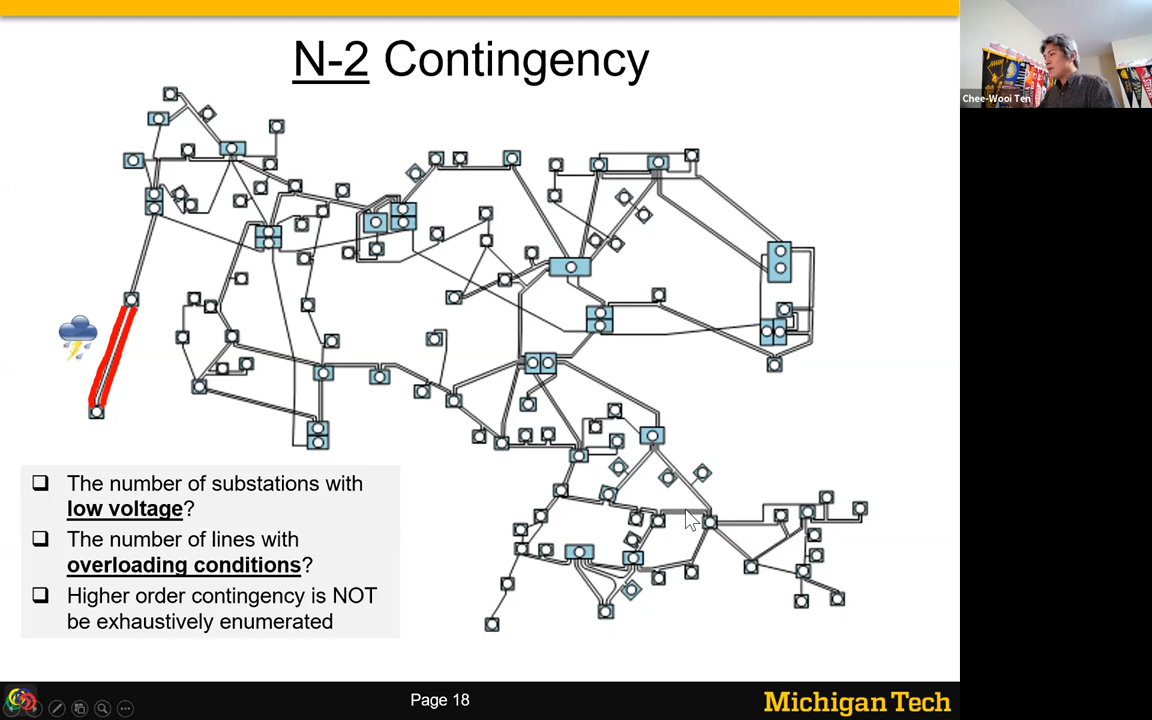 N-2 Contingency
Chee-Wooi Ten
The number of substations with
low voltage?
The number of lines with
overloading conditions?
Higher order contingency is NOT
be exhaustively enumerated
Page 18
Michigan Tech